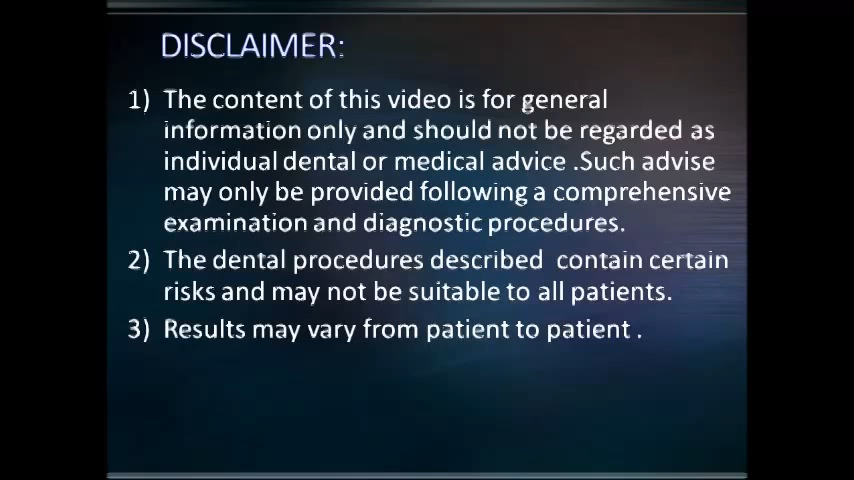 DISCLAIMER:
1) The content of this video is for general
information only and should not be regarded as
individual dental or medical advice .Such advise
may only be provided following a comprehensive
examination and diagnostic procedures.
2) The dental procedures described  contain certain
risks and may not be suitable to all patients.
3) Results may vary from patient to patient .